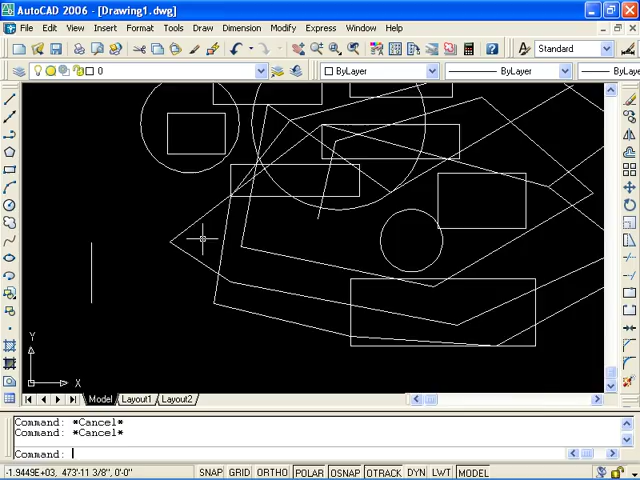 AutoCAD 2006 - [Drawing1.dwg]
File Edit View Insert Format Tools Draw Dimension Modify Express Window Help
Standard
0 ByLayer ByLayer ByLaye
Y
X
Model Layout1 Layout2
Command: *Cancel*
Command: *Cancel*
Command:
-1.9449E+03, 473'-11 3/8", 0'-0" SNAP GRID ORTHO POLAR OSNAP OTRACK DYN LWT MODEL